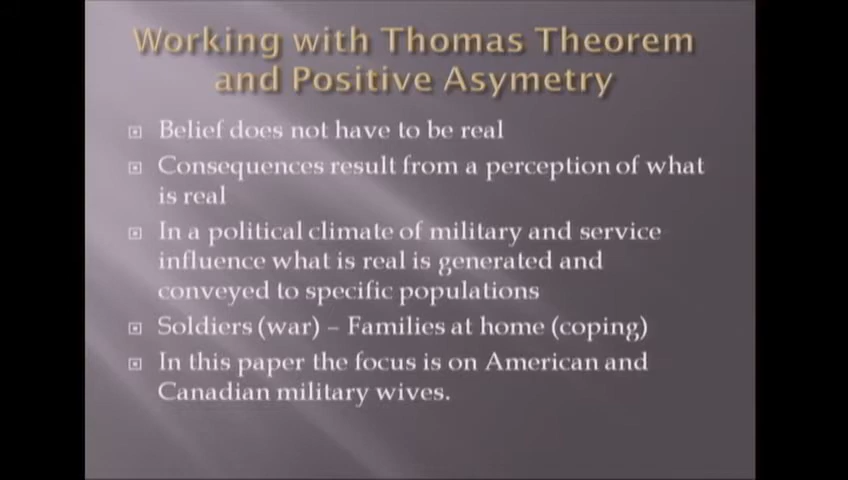 Working with Thomas Theorem
and Positive Asymetry
Belief does not have to be real
Consequences result from a perception of what
is real
In a political climate of military and service
influence what is real is generated and
conveyed to specific populations
Soldiers (war) – Families at home (coping)
In this paper the focus is on American and
Canadian military wives.